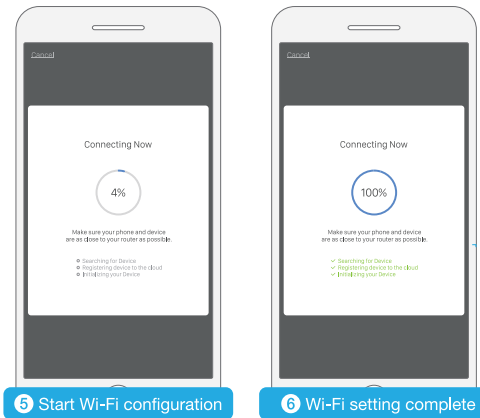 Cancel
Connecting Now
4%
Make sure your phone and device
are as close to your router as possible.
Searching for Device
Registering device to the cloud
Initializing your Device
5 Start Wi-Fi configuration
Cancel
Connecting Now
100%
Make sure your phone and device
are as close to your router as possible.
Searching for Device
Registering device to the cloud
Initializing your Device
6 Wi-Fi setting complete